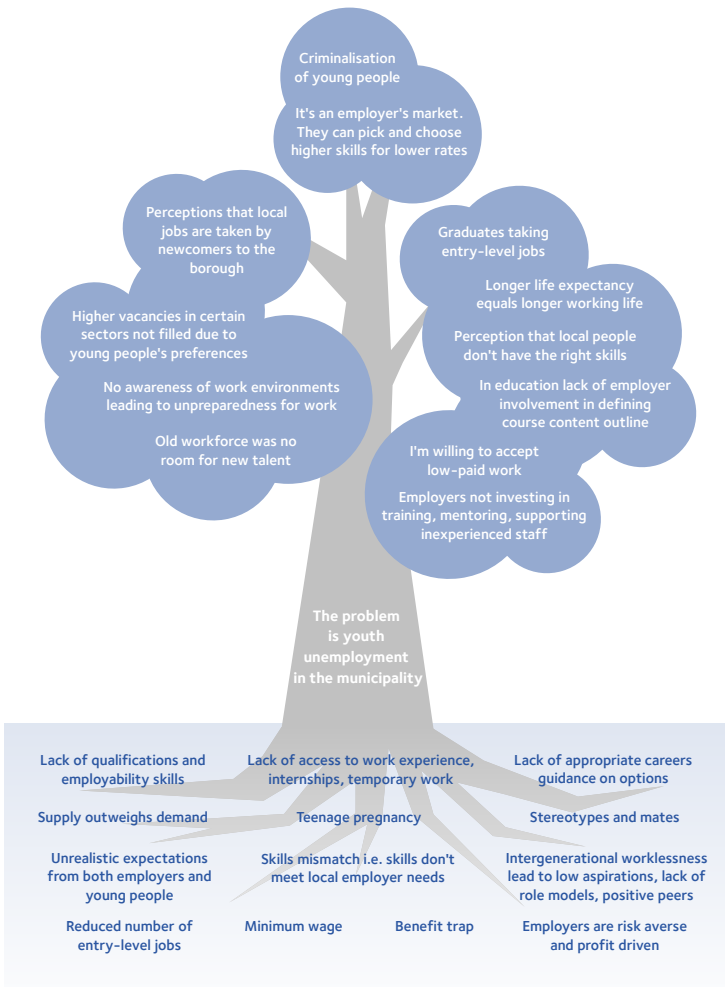 Criminalisation
of young people
It's an employer's market.
They can pick and choose
higher skills for lower rates
Perceptions that local
jobs are taken by
newcomers to the
borough
Higher vacancies in certain
sectors not filled due to
young people's preferences
No awareness of work environments
leading to unpreparedness for work
Old workforce was no
room for new talent
Graduates taking
entry-level jobs
Longer life expectancy
equals longer working life
Perception that local people
don't have the right skills
In education lack of employer
involvement in defining
course content outline
I'm willing to accept
low-paid work
Employers not investing in
training, mentoring, supporting
inexperienced staff
The problem
is youth
unemployment
in the municipality
Lack of qualifications and
employability skills
Lack of access to work experience,
internships, temporary work
Lack of appropriate careers
guidance on options
Supply outweighs demand
Teenage pregnancy
Stereotypes and mates
Unrealistic expectations
from both employers and
young people
Skills mismatch i.e. skills don't
meet local employer needs
Intergenerational worklessness
lead to low aspirations, lack of
role models, positive peers
Reduced number of
entry-level jobs
Minimum wage
Benefit trap
Employers are risk averse
and profit driven